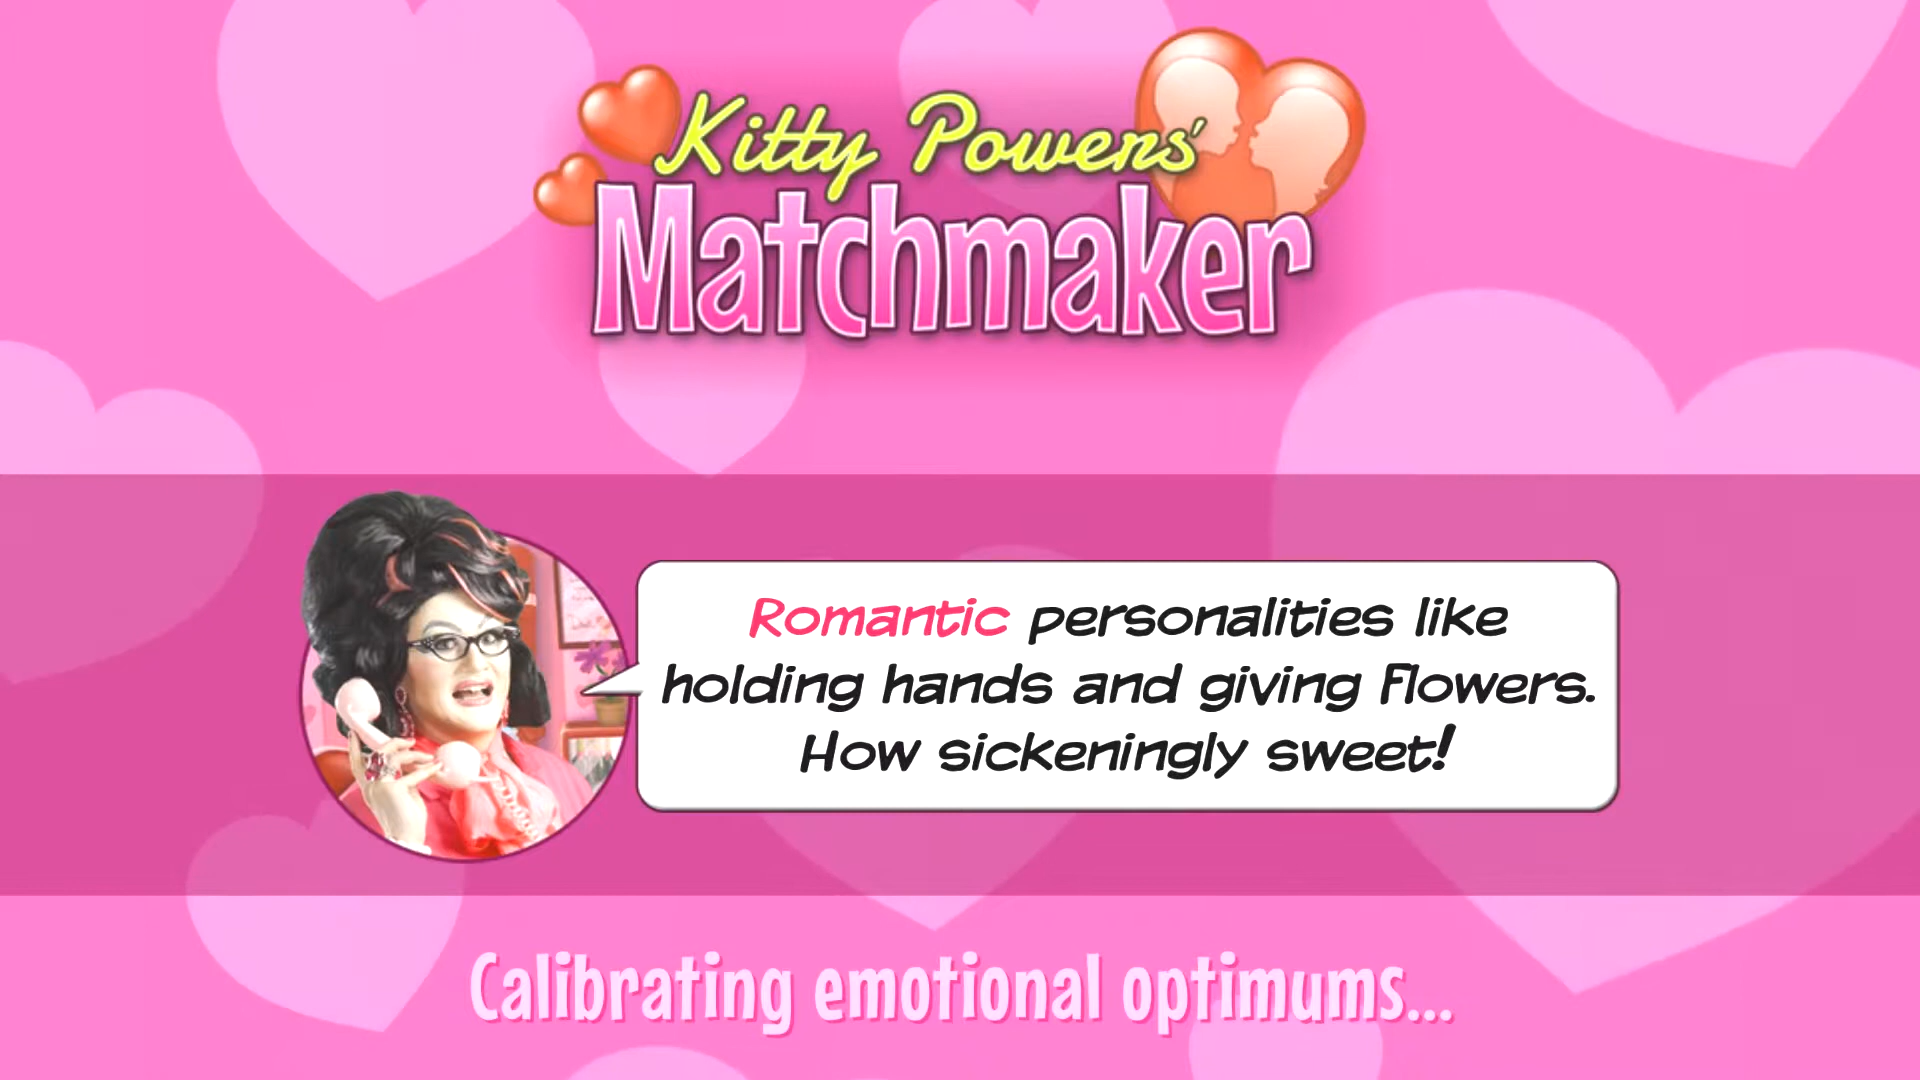 Kitty Powers'
Matchmaker
Romantic personalities like
holding hands and giving flowers.
How sickeningly sweet!
Calibrating emotional optimums...